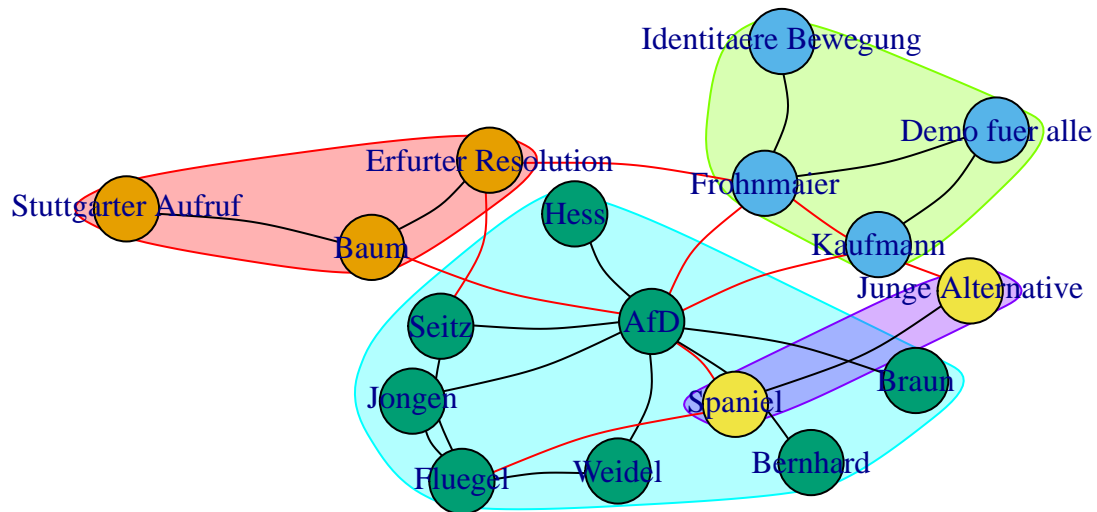 Identitaere Bewegung
Demo fuer alle
Erfurter Resolution
Frohnmaier
Stuttgarter Aufruf
Hess
Baum
Kaufmann
Junge Alternative
Seitz
AfD
Braun
Jongen
Spaniel
Bernhard
Weidel
Fluegel